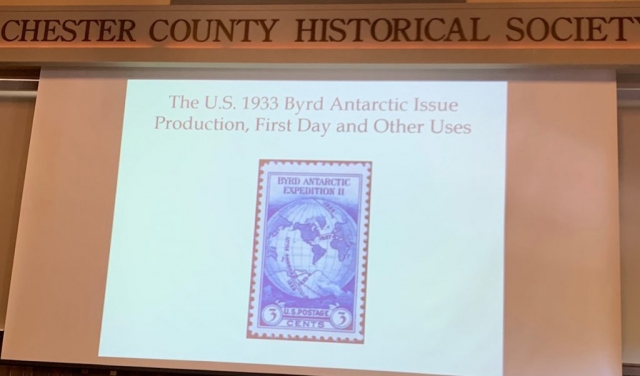 CHESTER COUNTY HISTORICAL SOCIETY
The U.S. 1933 Byrd Antarctic Issue
Production, First Day and Other Uses
BYRD ANTARCTIC
EXPEDITION II
U.S. POSTAGE
3 CENTS 3